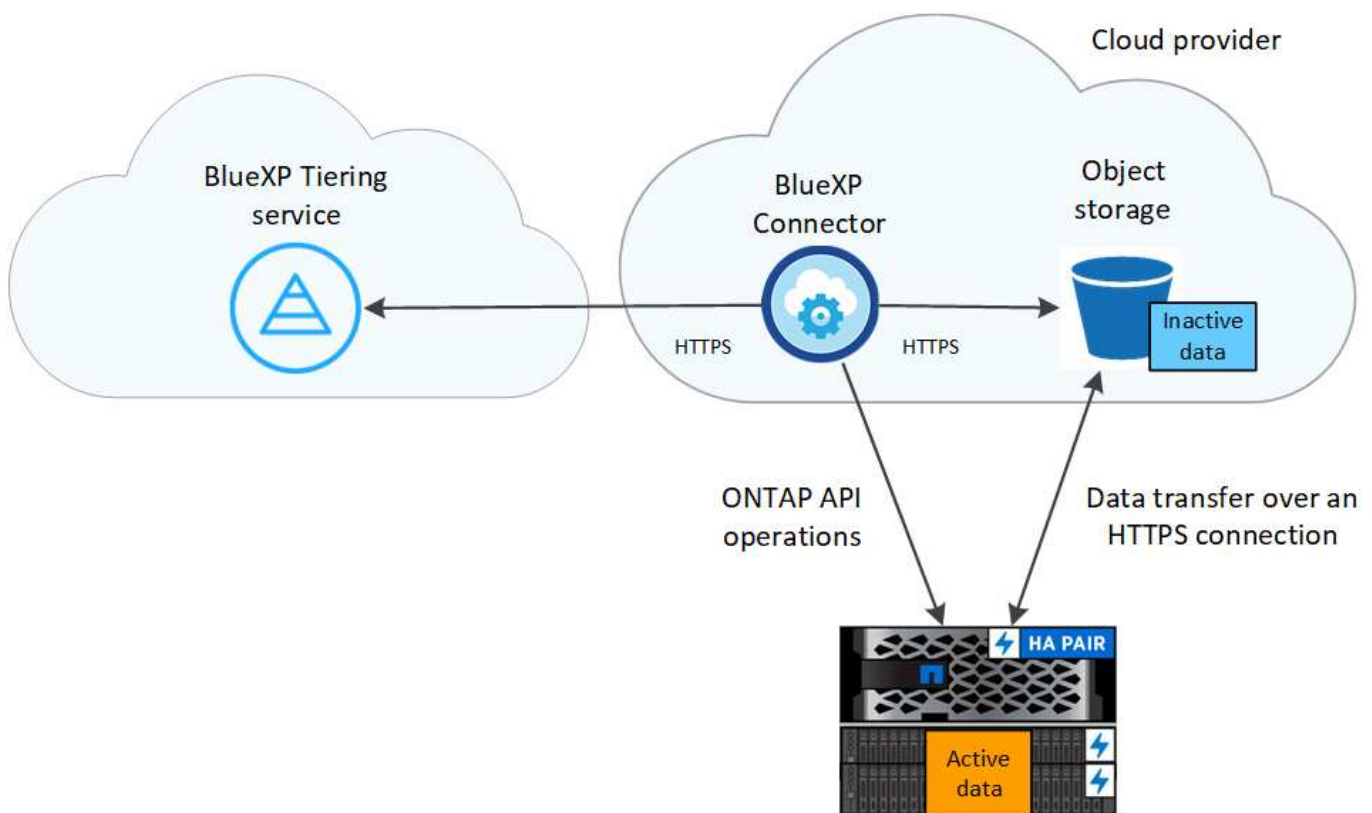 Cloud provider
BlueXP Tiering
service
BlueXP
Connector
Object
storage
Inactive
data
HTTPS
HTTPS
ONTAP API
operations
Data transfer over an
HTTPS connection
HA PAIR
Active
data